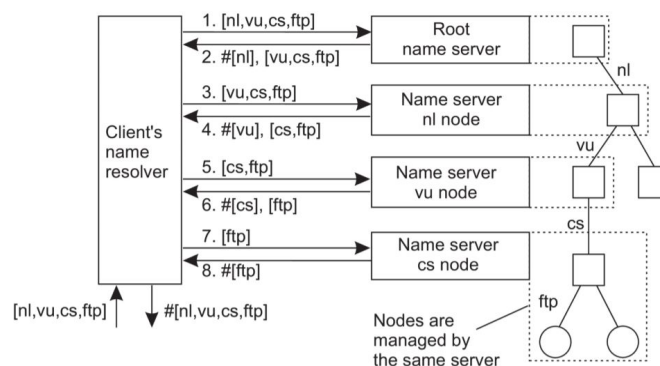 1. [nl,vu,cs,ftp]
2. #[nl], [vu,cs,ftp]
Root
name server
nl
3. [vu,cs,ftp]
4. #[vu], [cs,ftp]
Name server
nl node
Client's
name
resolver
vu
5. [cs,ftp]
6. #[cs], [ftp]
Name server
vu node
cs
7. [ftp]
8. #[ftp]
Name server
cs node
[nl,vu,cs,ftp]
#[nl,vu,cs,ftp]
ftp
Nodes are
managed by
the same server